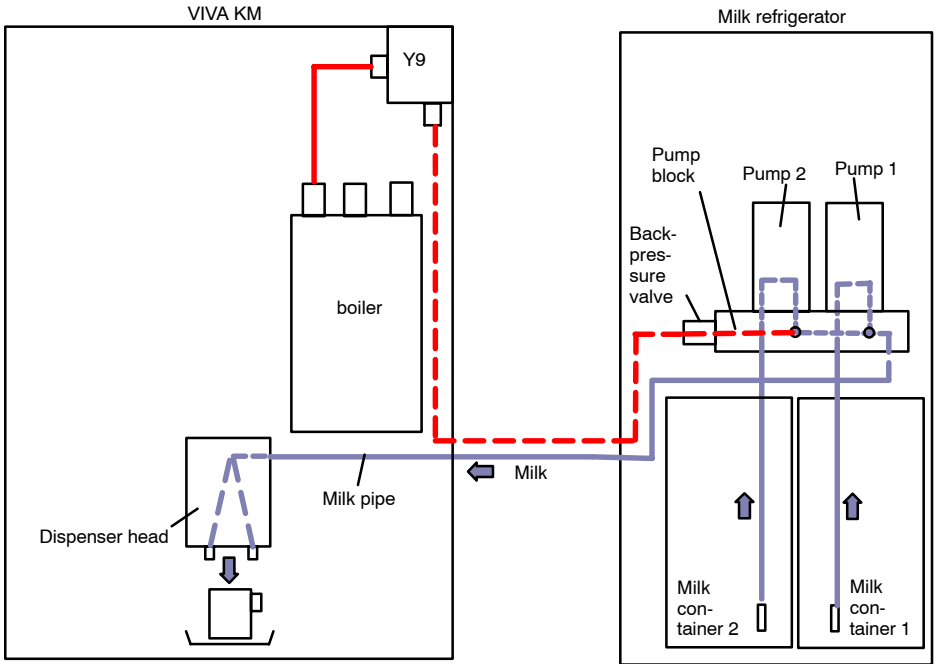 VIVA KM
Milk refrigerator
Y9
Pump
block
Pump 2
Pump 1
Back-
pres-
sure
valve
boiler
Milk
Milk pipe
Dispenser head
Milk
con-
tainer 2
Milk
con-
tainer 1